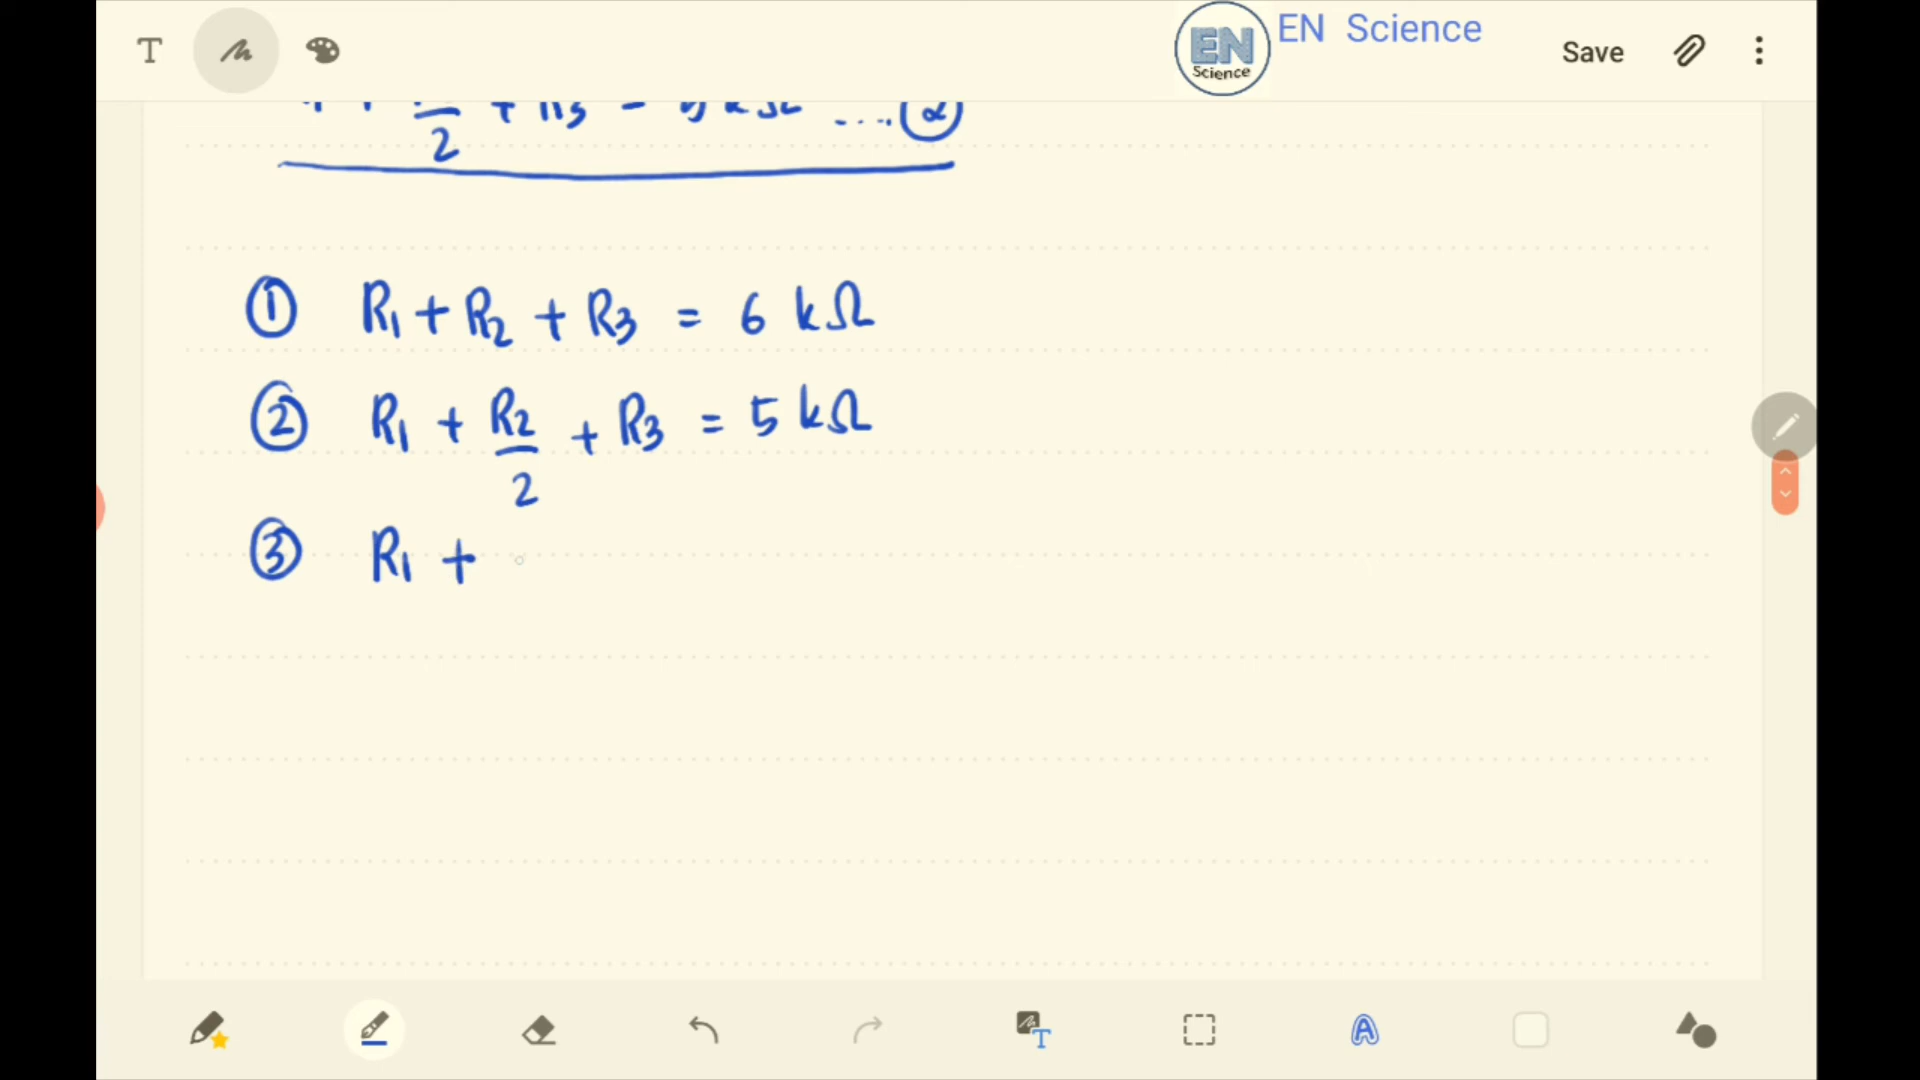 T
EN Science
EN
Science
Save
2
① R₁ + R₂ + R₃ = 6 kΩ
② R₁ + R₂/2 + R₃ = 5 kΩ
③ R₁ +
T
A